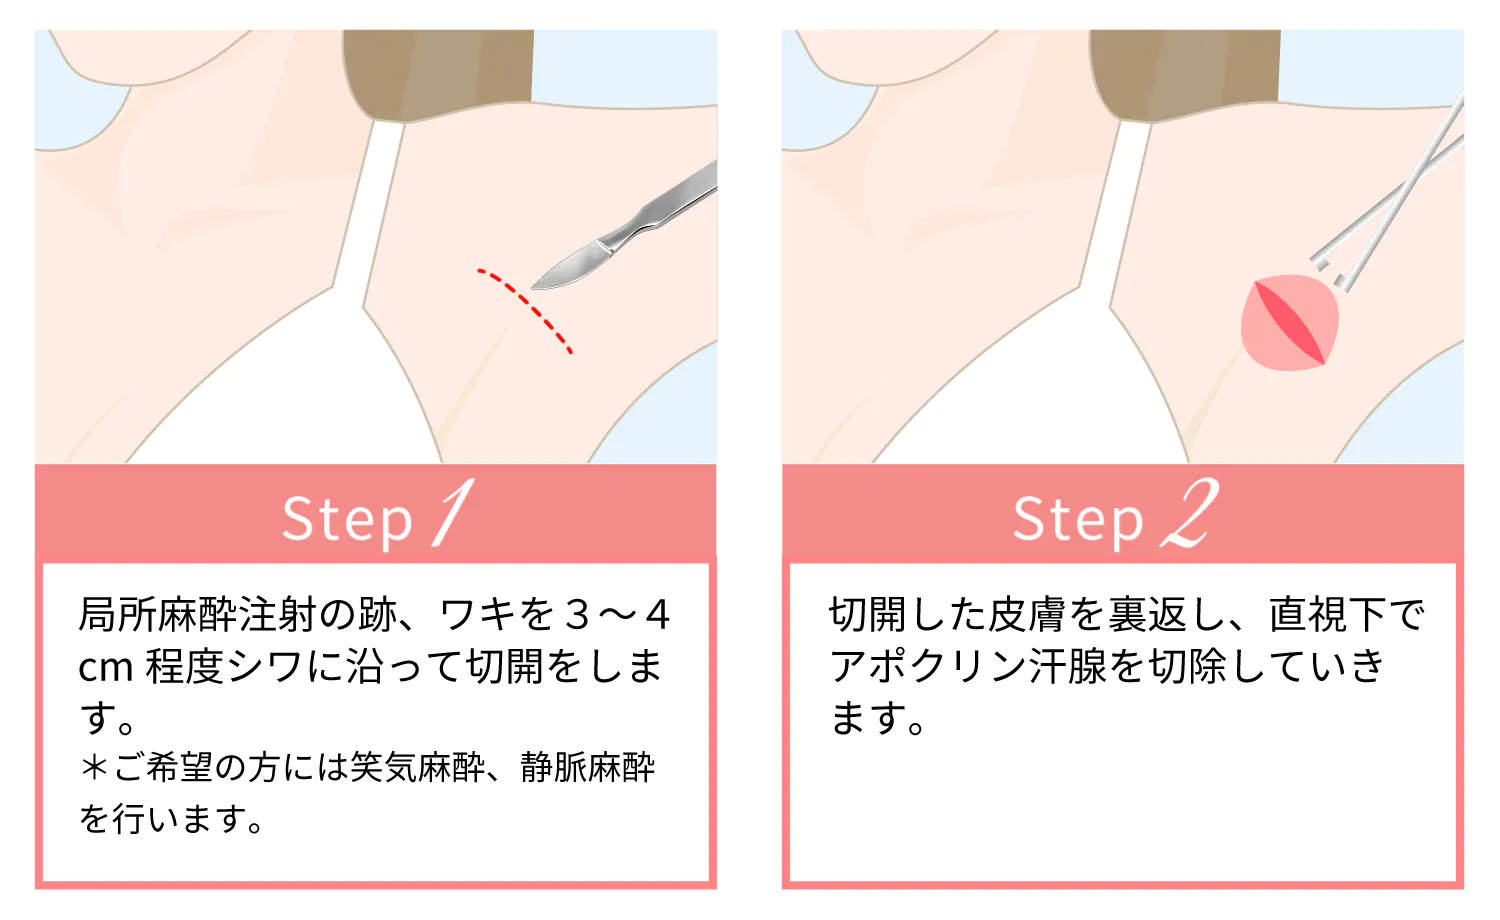 Step 1
局所麻酔注射の跡、ワキを３〜４
cm 程度シワに沿って切開をしま
す。
＊ご希望の方には笑気麻酔、静脈麻酔
を行います。
Step 2
切開した皮膚を裏返し、直視下で
アポクリン汗腺を切除していき
ます。